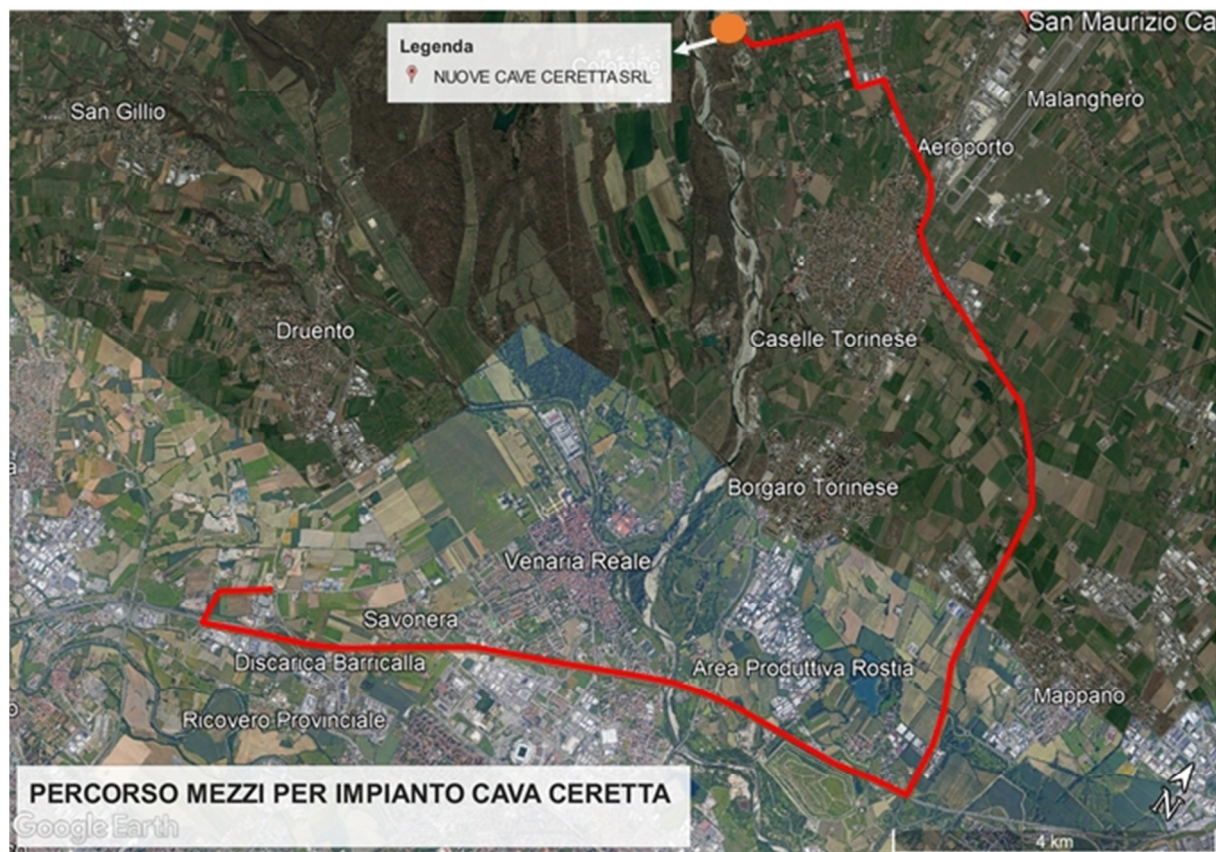 Legenda
NUOVE CAVE CERETTA SRL
San Maurizio Ca
San Gillio
Malanghero
Aeroporto
Druento
Caselle Torinese
Borgaro Torinese
Venaria Reale
Savonera
Discarica Barricalla
Area Produttiva Rostia
Mappano
Ricovero Provinciale
PERCORSO MEZZI PER IMPIANTO CAVA CERETTA
Google Earth
N
4 km